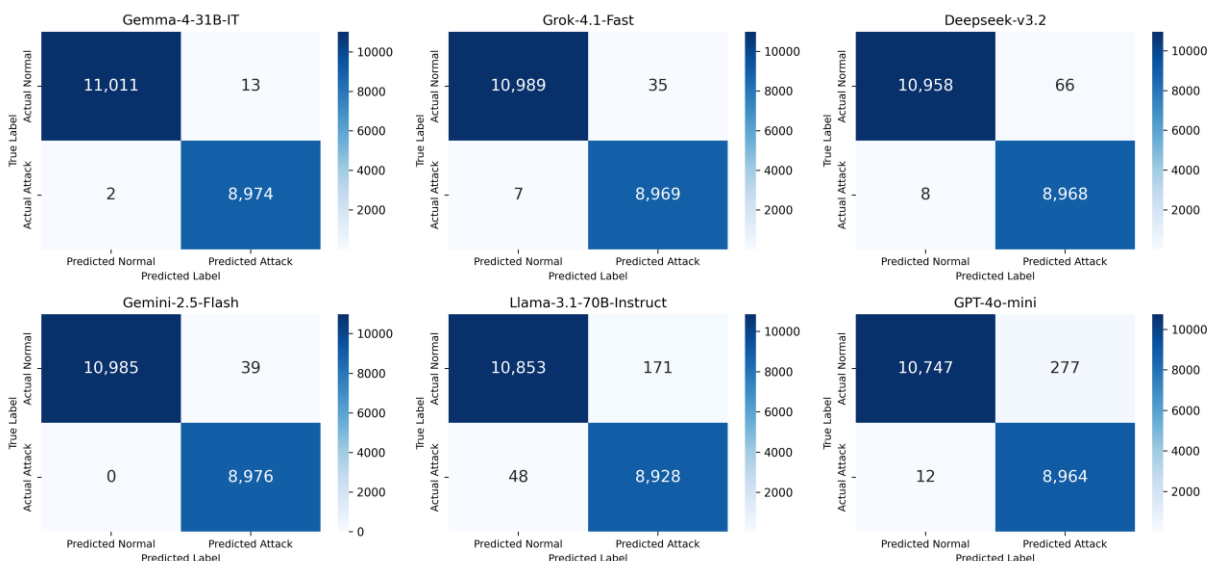 Gemma-4-31B-IT
True Label
Actual Normal
Actual Attack
11,011
13
2
8,974
Predicted Normal
Predicted Attack
Predicted Label
10000
8000
6000
4000
2000
Grok-4.1-Fast
True Label
Actual Normal
Actual Attack
10,989
35
7
8,969
Predicted Normal
Predicted Attack
Predicted Label
10000
8000
6000
4000
2000
Deepseek-v3.2
True Label
Actual Normal
Actual Attack
10,958
66
8
8,968
Predicted Normal
Predicted Attack
Predicted Label
10000
8000
6000
4000
2000
Gemini-2.5-Flash
True Label
Actual Normal
Actual Attack
10,985
39
0
8,976
Predicted Normal
Predicted Attack
Predicted Label
10000
8000
6000
4000
2000
0
Llama-3.1-70B-Instruct
True Label
Actual Normal
Actual Attack
10,853
171
48
8,928
Predicted Normal
Predicted Attack
Predicted Label
10000
8000
6000
4000
2000
GPT-4o-mini
True Label
Actual Normal
Actual Attack
10,747
277
12
8,964
Predicted Normal
Predicted Attack
Predicted Label
10000
8000
6000
4000
2000